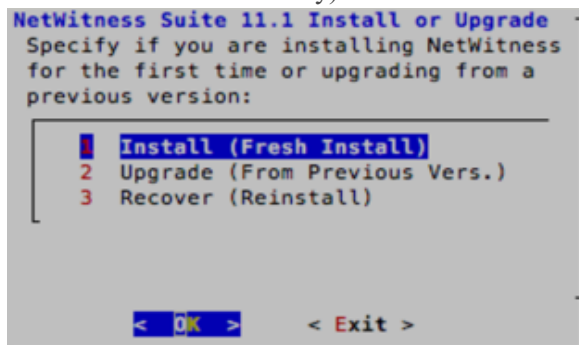 NetWitness Suite 11.1 Install or Upgrade
Specify if you are installing NetWitness
for the first time or upgrading from a
previous version:
1 Install (Fresh Install)
2 Upgrade (From Previous Vers.)
3 Recover (Reinstall)
< OK > < Exit >